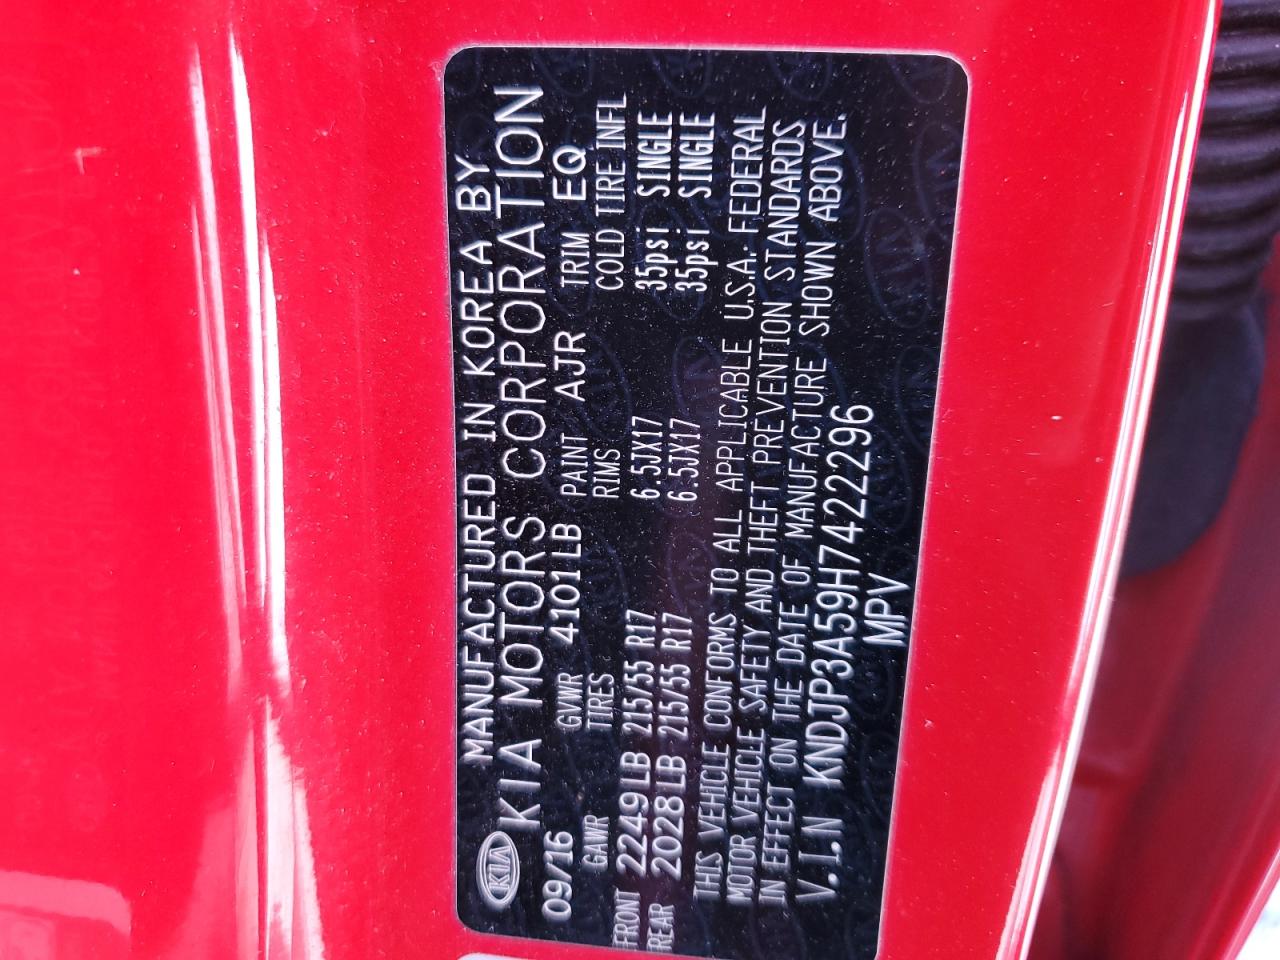 KIA
MANUFACTURED IN KOREA BY
KIA MOTORS CORPORATION
09/16 GVWR 4101LB PAINT AJR TRIM EQ
GAWR TIRES RIMS COLD TIRE INFL
FRONT 2249LB 215/55 R17 6.5JX17 35psi SINGLE
REAR 2028LB 215/55 R17 6.5JX17 35psi SINGLE
THIS VEHICLE CONFORMS TO ALL APPLICABLE U.S.A. FEDERAL
MOTOR VEHICLE SAFETY AND THEFT PREVENTION STANDARDS
IN EFFECT ON THE DATE OF MANUFACTURE SHOWN ABOVE.
V.I.N KNDJP3A59H7422296
MPV